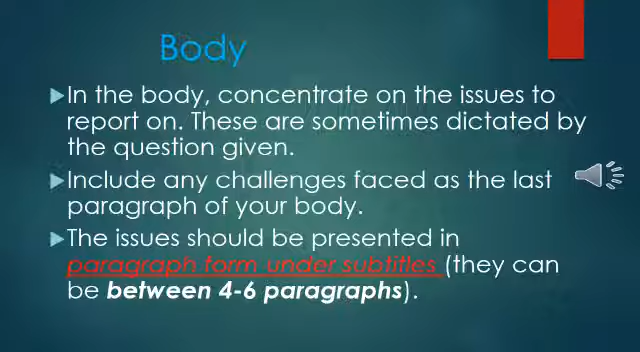 Body
In the body, concentrate on the issues to
report on. These are sometimes dictated by
the question given.
Include any challenges faced as the last
paragraph of your body.
The issues should be presented in
paragraph form under subtitles (they can
be between 4-6 paragraphs).